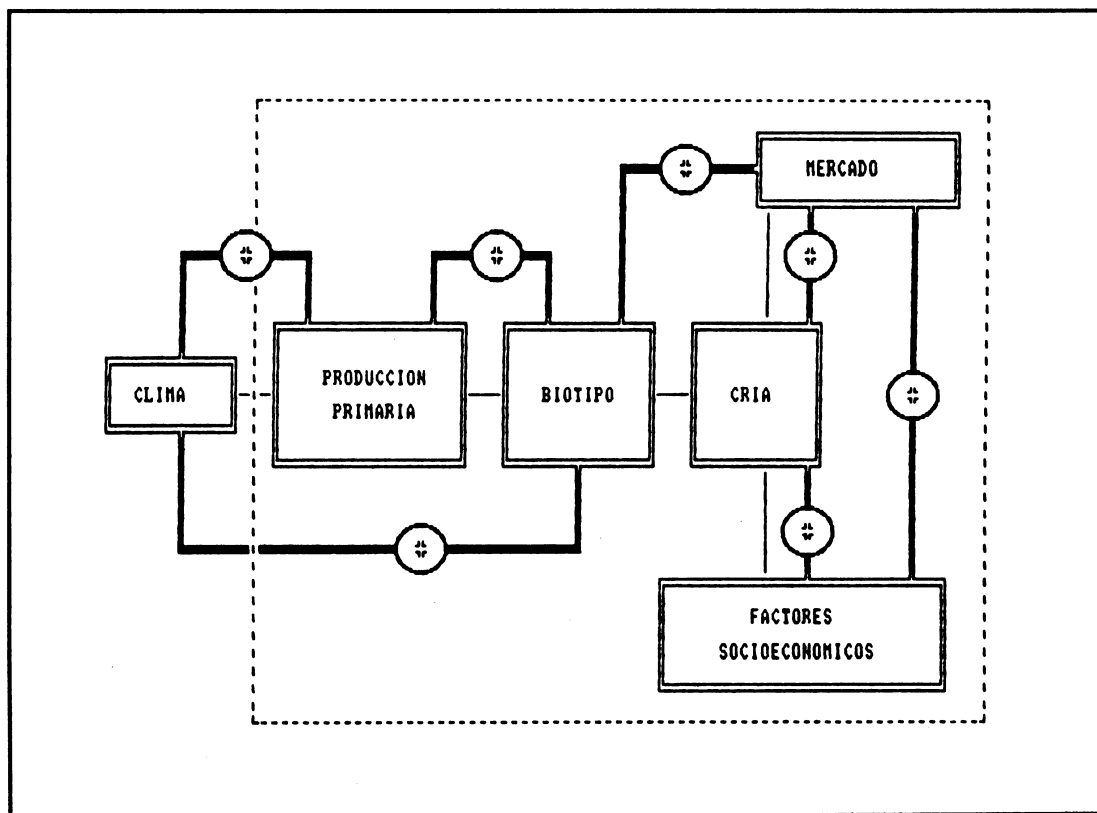 MERCADO
CLIMA
PRODUCCION
PRIMARIA
BIOTIPO
CRIA
FACTORES
SOCIOECONOMICOS